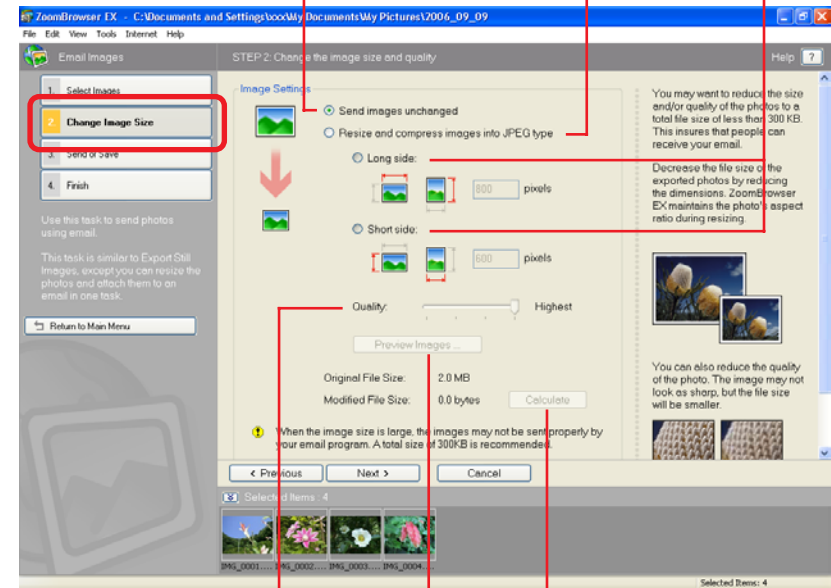 ZoomBrowser EX - C:\Documents and Settings\xxx\My Documents\My Pictures\2006_09_09
File Edit View Tools Internet Help
Email Images
STEP 2: Change the image size and quality
Help ?
1. Select Images
2. Change Image Size
3. Send or Save
4. Finish
Use this task to send photos
using email.
This task is similar to Export Still
Images, except you can resize the
photos and attach them to an
email in one task.
Return to Main Menu
Image Settings
Send images unchanged
Resize and compress images into JPEG type
Long side:
800 pixels
Short side:
600 pixels
Quality: Highest
Preview Images ...
Original File Size: 2.0 MB
Modified File Size: 0.0 bytes Calculate
When the image size is large, the images may not be sent properly by
your email program. A total size of 300KB is recommended.
You may want to reduce the size
and/or quality of the photos to a
total file size of less than 300 KB.
This insures that people can
receive your email.
Decrease the file size of the
exported photos by reducing
the dimensions. ZoomBrowser
EX maintains the photo's aspect
ratio during resizing.
You can also reduce the quality
of the photo. The image may not
look as sharp, but the file size
will be smaller.
< Previous Next > Cancel
Selected Items : 4
IMG_0001.... IMG_0002.... IMG_0003.... IMG_0004....
Selected Items: 4